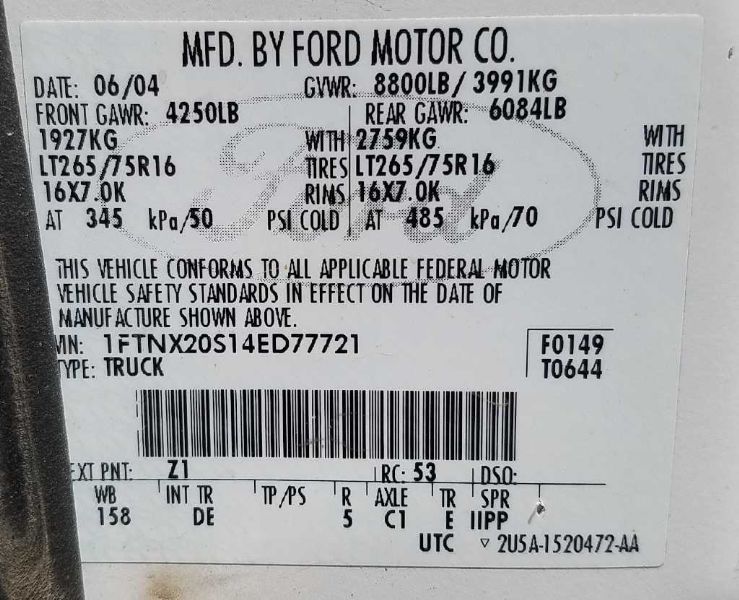 MFD. BY FORD MOTOR CO.
DATE: 06/04 GVWR: 8800LB/ 3991KG
FRONT GAWR: 4250LB REAR GAWR: 6084LB
1927KG WITH 2759KG WITH
LT265/75R16 TIRES LT265/75R16 TIRES
16X7.0K RIMS 16X7.0K RIMS
AT 345 kPa/50 PSI COLD AT 485 kPa/70 PSI COLD
Ford
THIS VEHICLE CONFORMS TO ALL APPLICABLE FEDERAL MOTOR
VEHICLE SAFETY STANDARDS IN EFFECT ON THE DATE OF
MANUFACTURE SHOWN ABOVE.
VIN: 1FTNX20S14ED77721 F0149
TYPE: TRUCK T0644
EXT PNT: Z1 RC: 53 DSO:
WB INT TR TP/PS R AXLE TR SPR
158 DE 5 C1 E IIPP
UTC ▽ 2U5A-1520472-AA